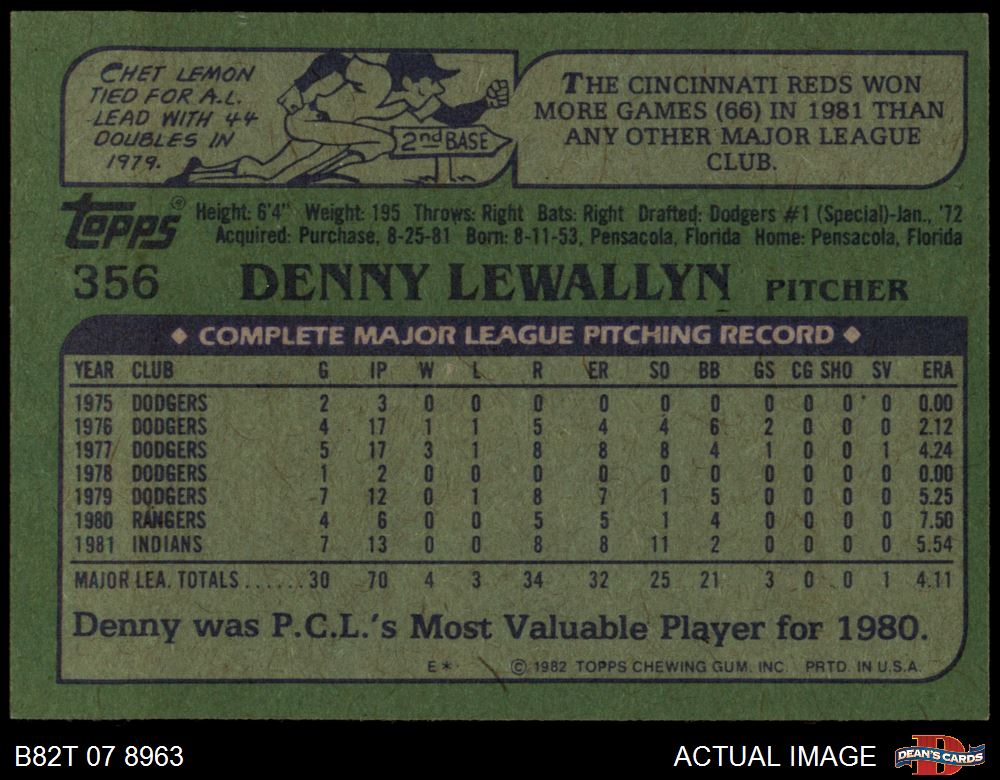 CHET LEMON
TIED FOR A.L.
LEAD WITH 44
DOUBLES IN
1979.
2nd BASE
THE CINCINNATI REDS WON
MORE GAMES (66) IN 1981 THAN
ANY OTHER MAJOR LEAGUE
CLUB.
Topps® Height: 6'4" Weight: 195 Throws: Right Bats: Right Drafted: Dodgers #1 (Special)-Jan., '72
Acquired: Purchase, 8-25-81 Born: 8-11-53, Pensacola, Florida Home: Pensacola, Florida
356 DENNY LEWALLYN PITCHER
◆ COMPLETE MAJOR LEAGUE PITCHING RECORD ◆
YEAR CLUB G IP W L R ER SO BB GS CG SHO SV ERA
1975 DODGERS 2 3 0 0 0 0 0 0 0 0 0 0 0.00
1976 DODGERS 4 17 1 1 5 4 4 6 2 0 0 0 2.12
1977 DODGERS 5 17 3 1 8 8 8 4 1 0 0 1 4.24
1978 DODGERS 1 2 0 0 0 0 0 0 0 0 0 0 0.00
1979 DODGERS 7 12 0 1 8 7 1 5 0 0 0 0 5.25
1980 RANGERS 4 6 0 0 5 5 1 4 0 0 0 0 7.50
1981 INDIANS 7 13 0 0 8 8 11 2 0 0 0 0 5.54
MAJOR LEA. TOTALS......30 70 4 3 34 32 25 21 3 0 0 1 4.11
Denny was P.C.L.'s Most Valuable Player for 1980.
E* © 1982 TOPPS CHEWING GUM, INC. PRTD. IN U.S.A.
B82T 07 8963 ACTUAL IMAGE D DEAN'S CARDS